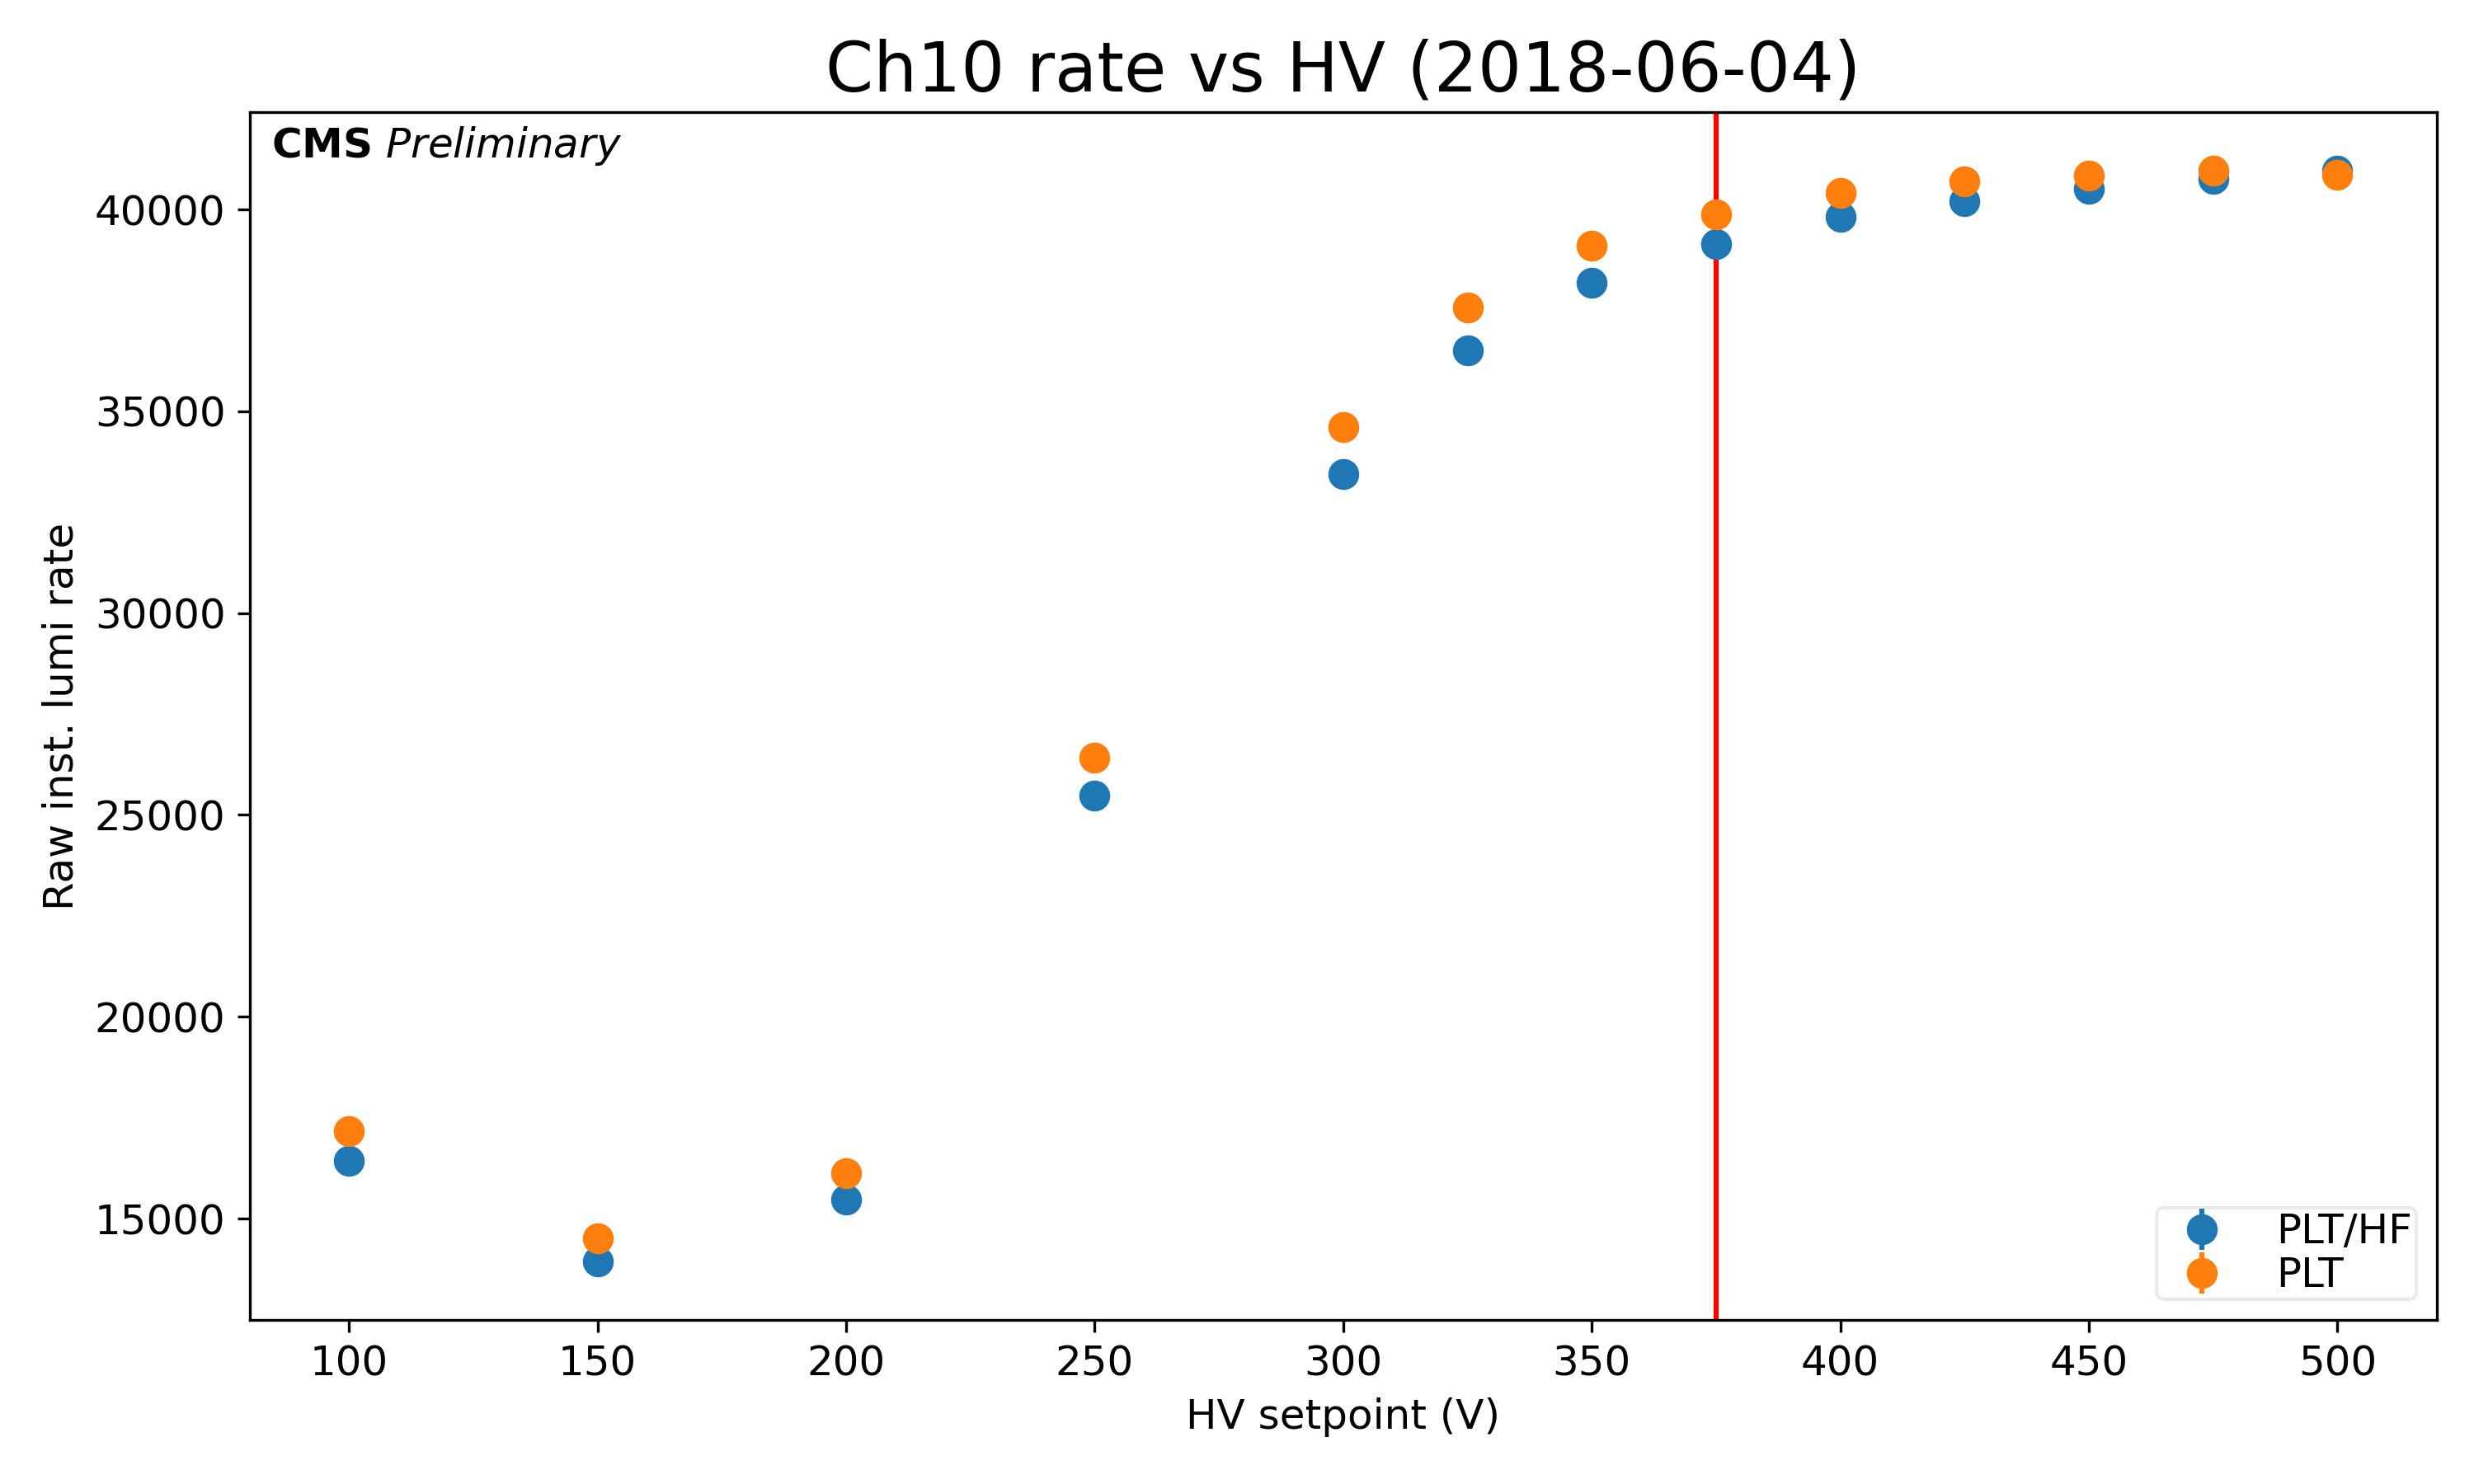 Ch10 rate vs HV (2018-06-04)
CMS Preliminary
Raw inst. lumi rate
40000
35000
30000
25000
20000
15000
PLT/HF
PLT
100 150 200 250 300 350 400 450 500
HV setpoint (V)